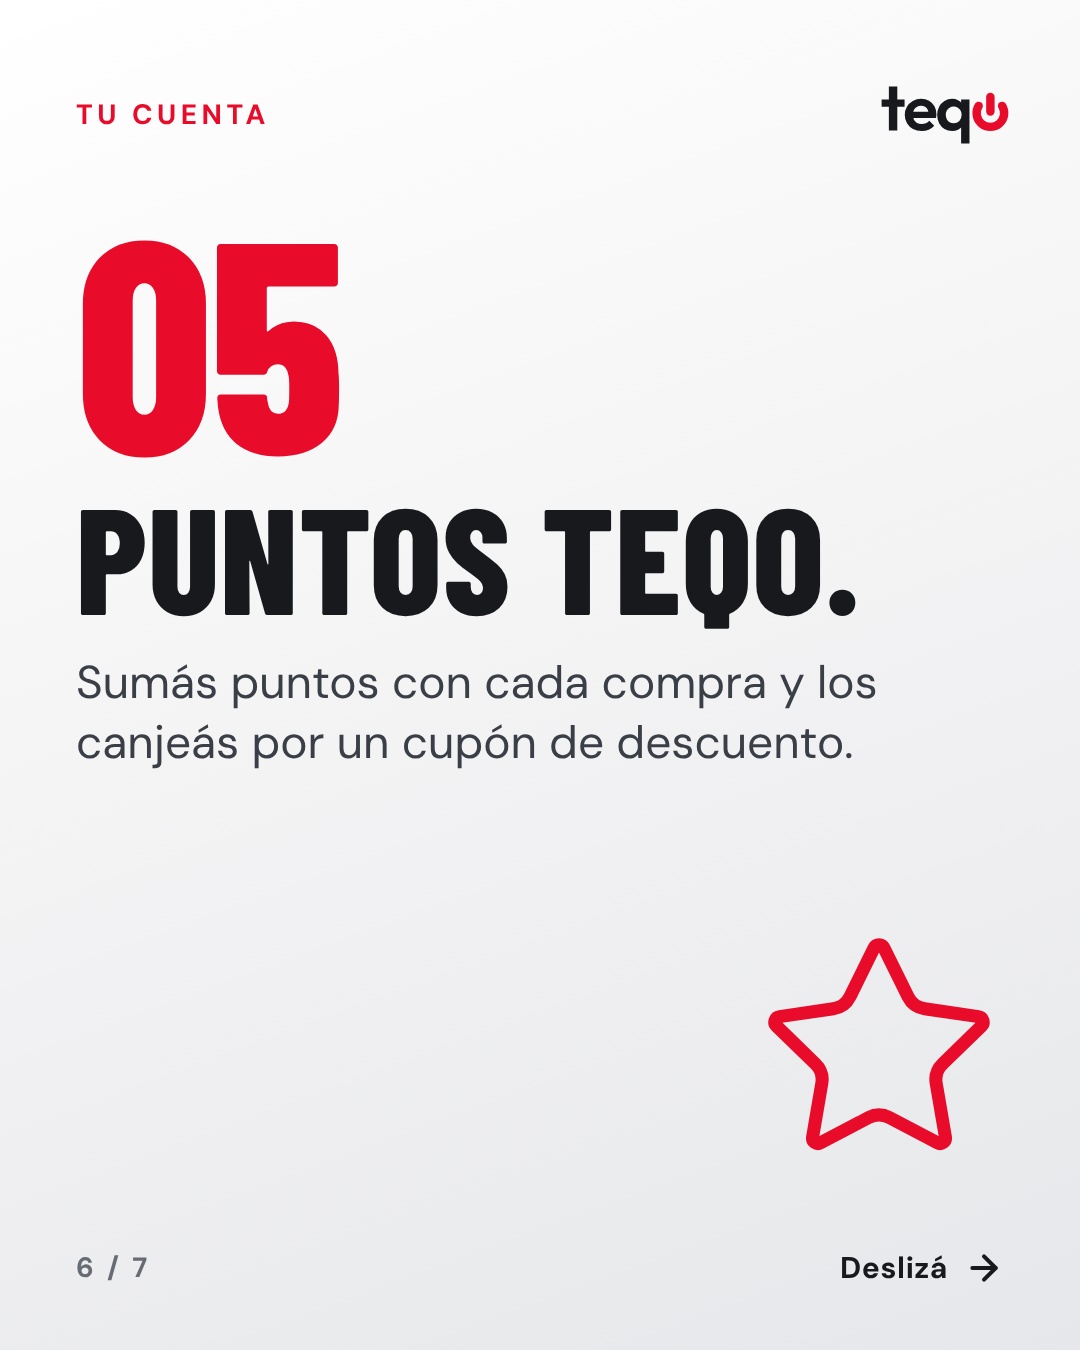 TU CUENTA
teqo
05
PUNTOS TEQO.
Sumás puntos con cada compra y los
canjeás por un cupón de descuento.
6 / 7
Deslizá →